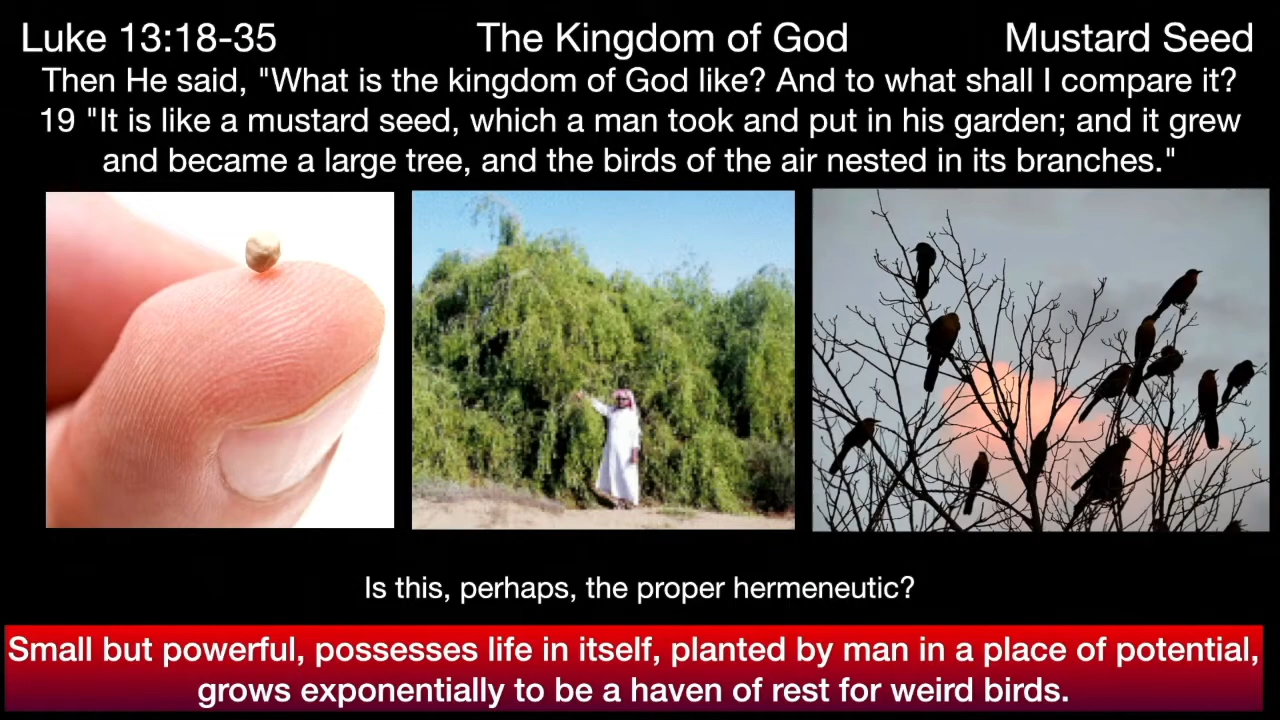 Luke 13:18-35 The Kingdom of God Mustard Seed
Then He said, "What is the kingdom of God like? And to what shall I compare it?
19 "It is like a mustard seed, which a man took and put in his garden; and it grew
and became a large tree, and the birds of the air nested in its branches."
Is this, perhaps, the proper hermeneutic?
Small but powerful, possesses life in itself, planted by man in a place of potential,
grows exponentially to be a haven of rest for weird birds.